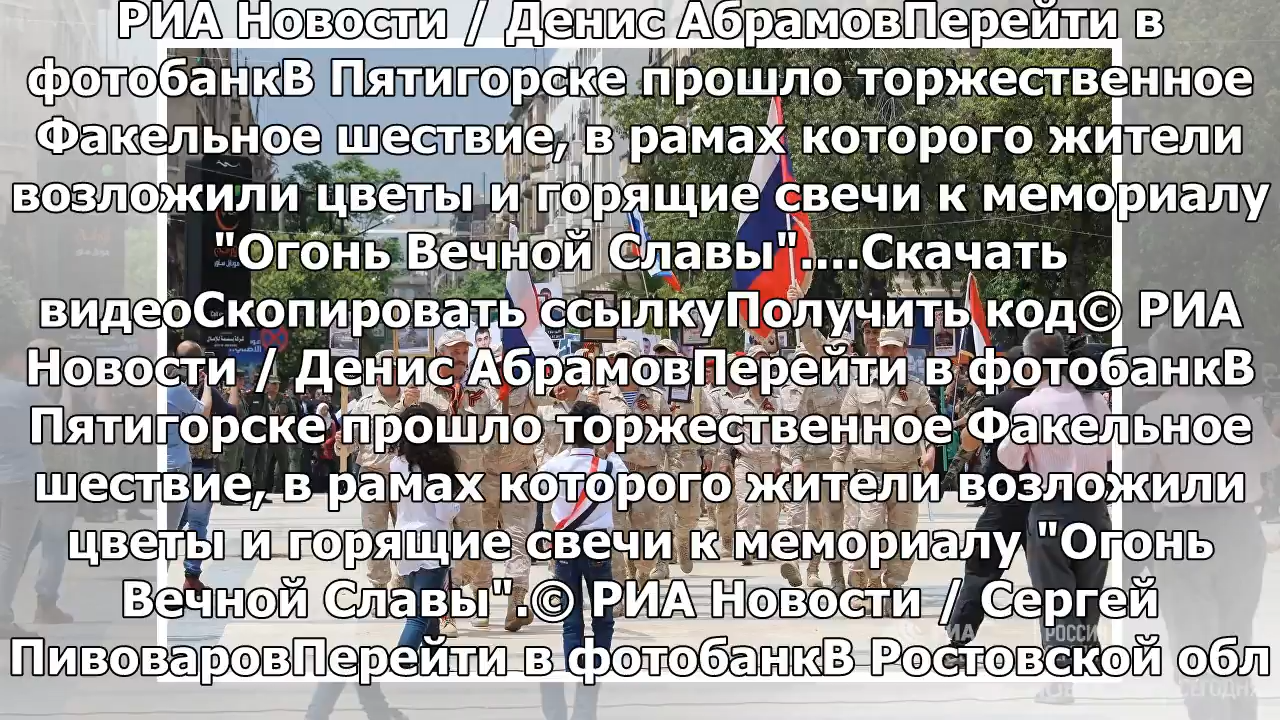 РИА Новости / Денис АбрамовПерейти в
фотобанкВ Пятигорске прошло торжественное
Факельное шествие, в рамах которого жители
возложили цветы и горящие свечи к мемориалу
"Огонь Вечной Славы"....Скачать
видеоСкопировать ссылкуПолучить код© РИА
Новости / Денис АбрамовПерейти в фотобанкВ
Пятигорске прошло торжественное Факельное
шествие, в рамах которого жители возложили
цветы и горящие свечи к мемориалу "Огонь
Вечной Славы".© РИА Новости / Сергей
ПивоваровПерейти в фотобанкВ Ростовской обл